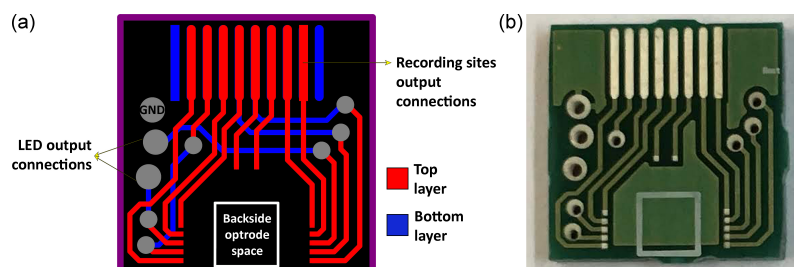 (a)
(b)
Recording sites
output
connections
GND
LED output
connections
Top
layer
Bottom
layer
Backside
optrode
space